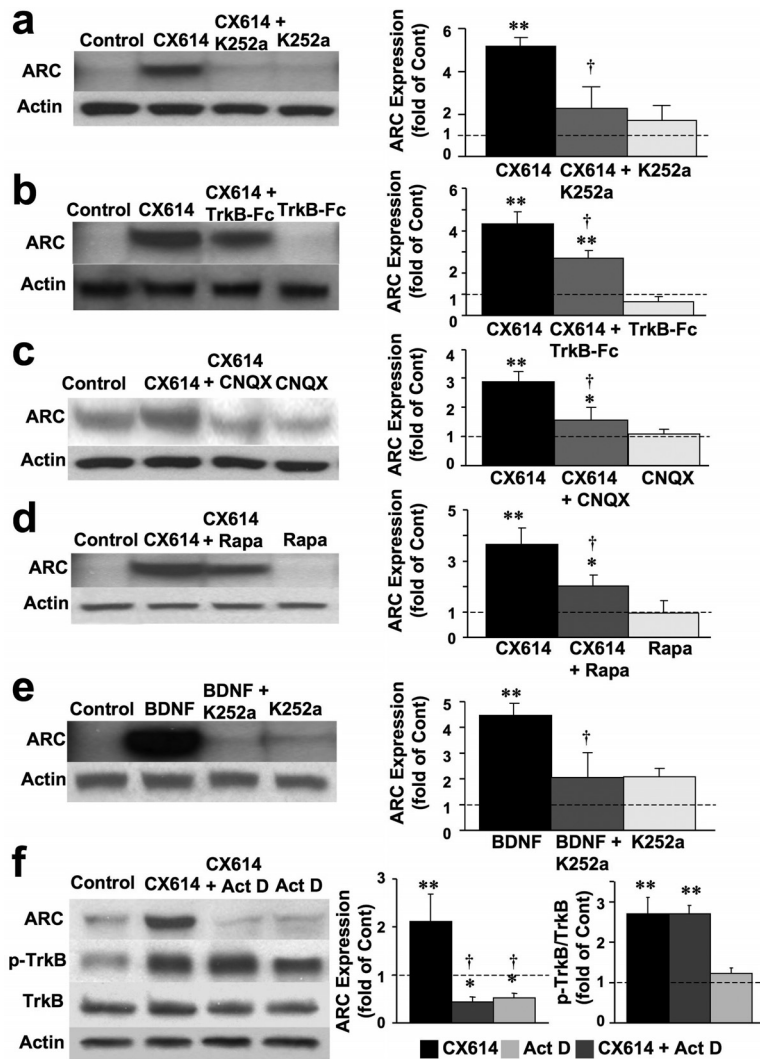 a
Control CX614 CX614 + K252a K252a
ARC
Actin
ARC Expression
(fold of Cont)
6
4
2
1
0
**
†
CX614 CX614 + K252a
K252a
b
Control CX614 CX614 + TrkB-Fc TrkB-Fc
ARC
Actin
ARC Expression
(fold of Cont)
6
4
2
1
0
**
†
**
CX614 CX614 + TrkB-Fc
TrkB-Fc
c
Control CX614 CX614 + CNQX CNQX
ARC
Actin
ARC Expression
(fold of Cont)
4
3
2
1
0
**
†
*
CX614 CX614 CNQX
+ CNQX
d
Control CX614 CX614 + Rapa Rapa
ARC
Actin
ARC Expression
(fold of Cont)
5
3
1
0
**
†
*
CX614 CX614 Rapa
+ Rapa
e
Control BDNF BDNF + K252a K252a
ARC
Actin
ARC Expression
(fold of Cont)
5
4
2
1
0
**
†
BDNF BDNF + K252a
K252a
f
Control CX614 CX614 + Act D Act D
ARC
p-TrkB
TrkB
Actin
ARC Expression
(fold of Cont)
3
2
1
0
**
†
*
†
*
p-TrkB/TrkB
(fold of Cont)
4
3
1
0
** **
CX614 Act D CX614 + Act D